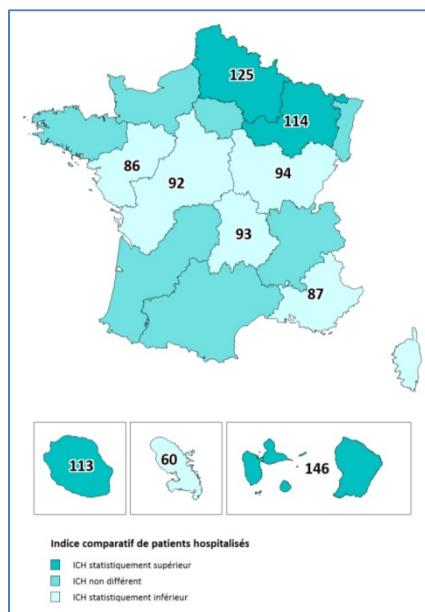 125
114
86
92
94
93
87
113
60
146
Indice comparatif de patients hospitalisés
ICH statistiquement supérieur
ICH non différent
ICH statistiquement inférieur